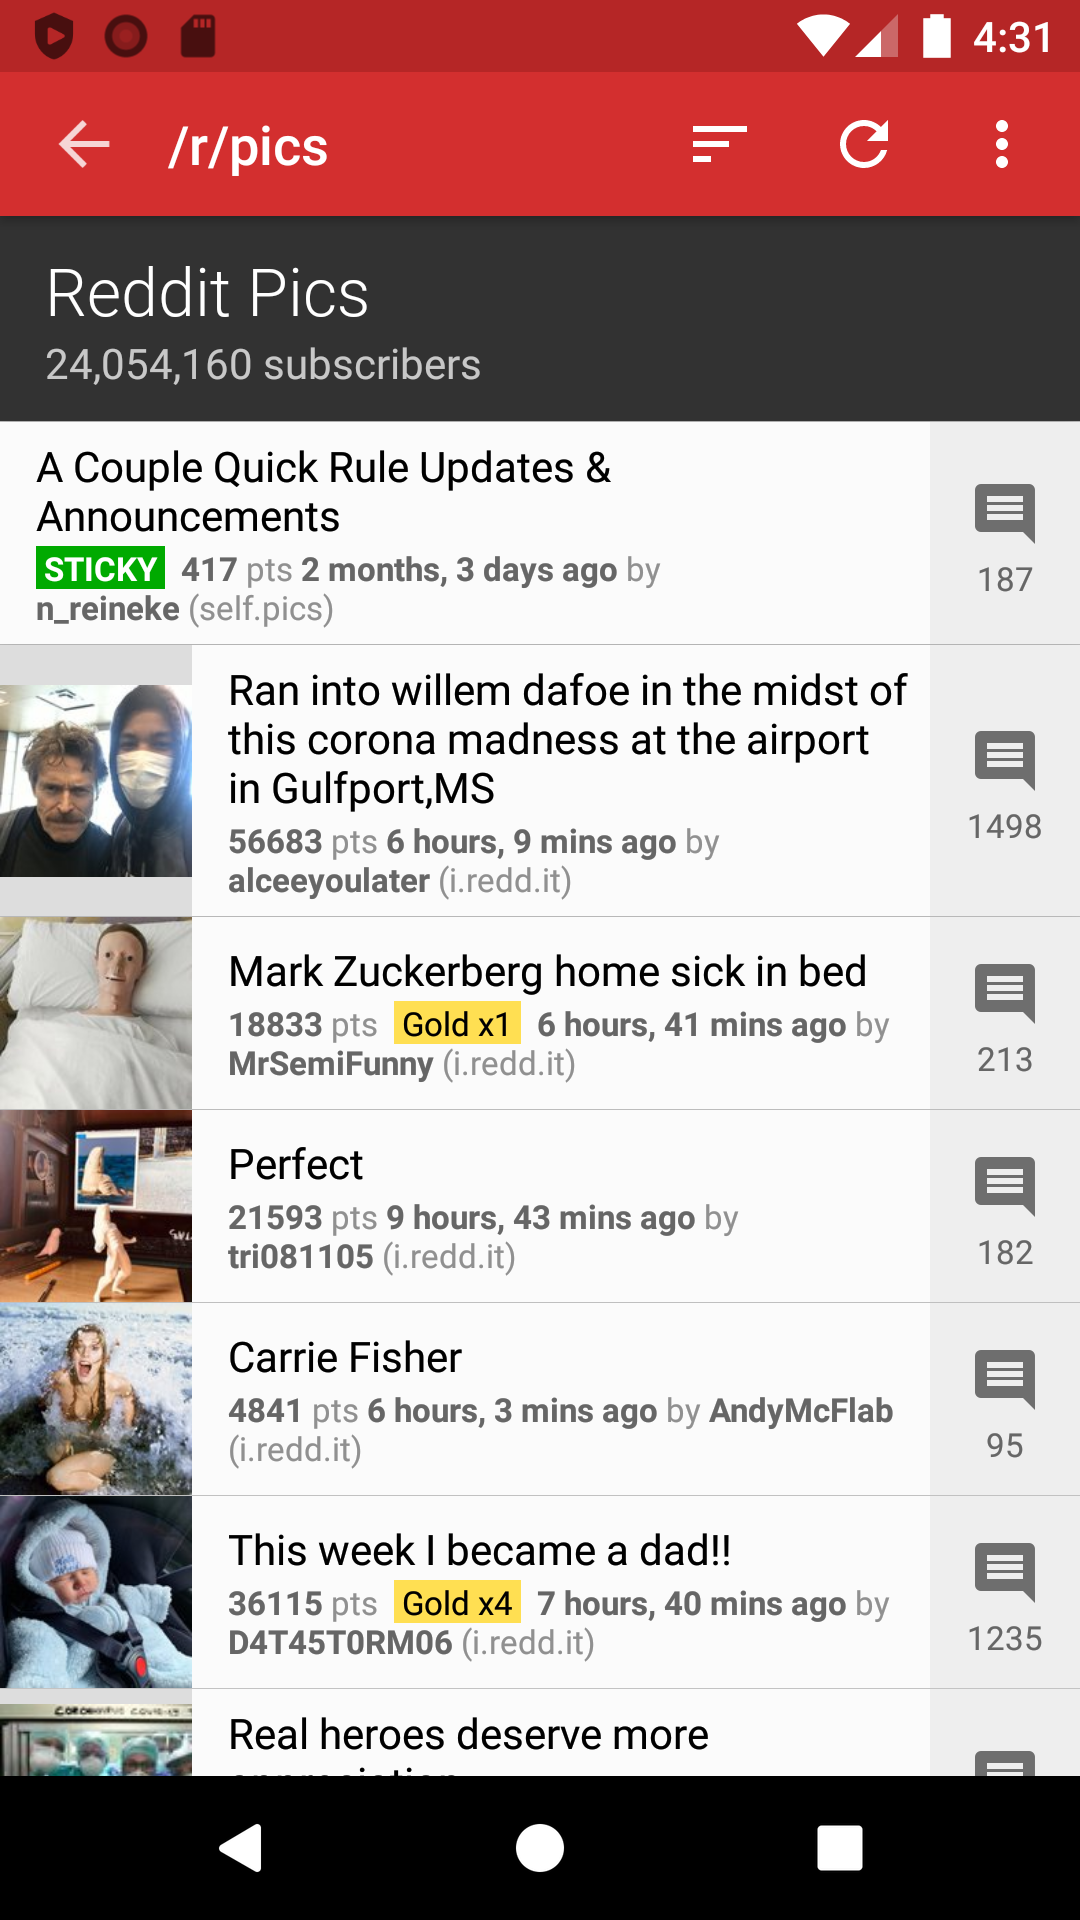 4:31
/r/pics
Reddit Pics
24,054,160 subscribers
A Couple Quick Rule Updates &
Announcements
STICKY 417 pts 2 months, 3 days ago by
n_reineke (self.pics)
187
Ran into willem dafoe in the midst of
this corona madness at the airport
in Gulfport,MS
56683 pts 6 hours, 9 mins ago by
alceeyoulater (i.redd.it)
1498
Mark Zuckerberg home sick in bed
18833 pts Gold x1 6 hours, 41 mins ago by
MrSemiFunny (i.redd.it)
213
Perfect
21593 pts 9 hours, 43 mins ago by
tri081105 (i.redd.it)
182
Carrie Fisher
4841 pts 6 hours, 3 mins ago by AndyMcFlab
(i.redd.it)
95
This week I became a dad!!
36115 pts Gold x4 7 hours, 40 mins ago by
D4T45T0RM06 (i.redd.it)
1235
Real heroes deserve more